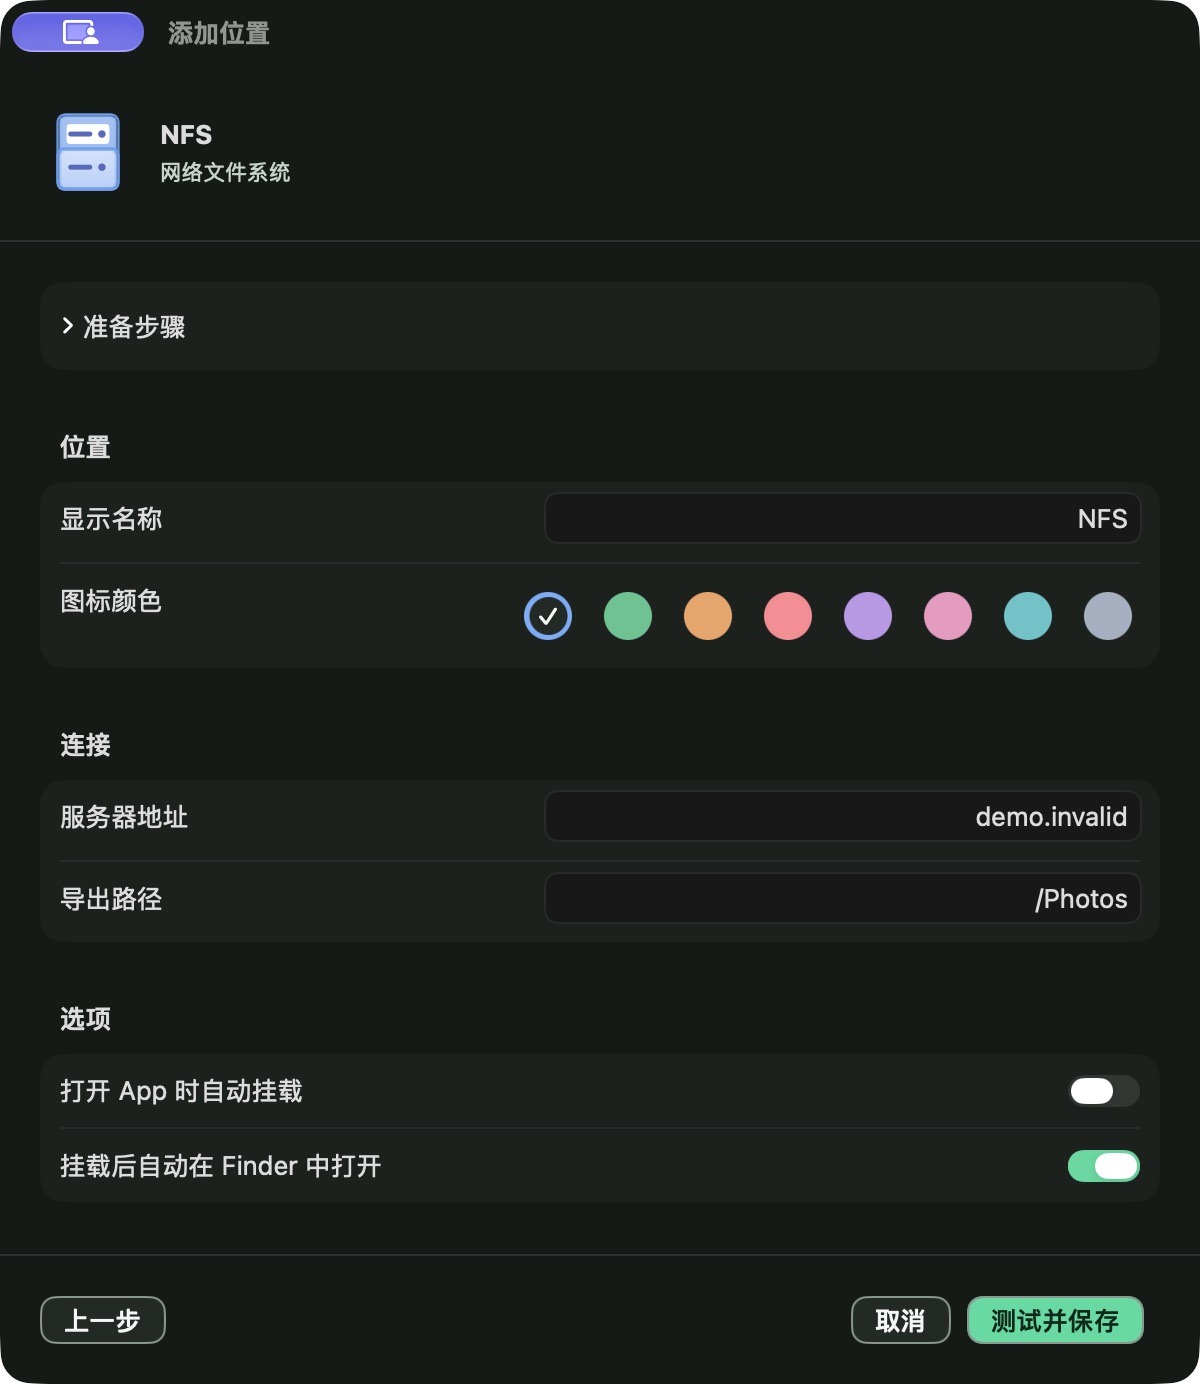 添加位置
NFS
网络文件系统
准备步骤
位置
显示名称
NFS
图标颜色
连接
服务器地址
demo.invalid
导出路径
/Photos
选项
打开 App 时自动挂载
挂载后自动在 Finder 中打开
上一步
取消
测试并保存